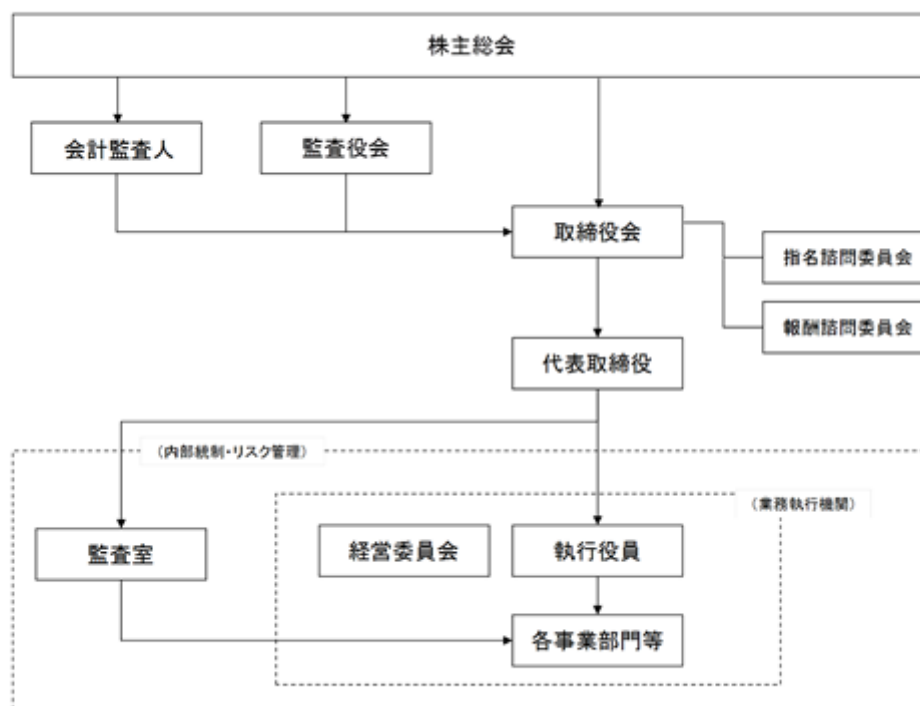 株主総会
会計監査人
監査役会
取締役会
指名諮問委員会
報酬諮問委員会
代表取締役
（内部統制・リスク管理）
（業務執行機関）
監査室
経営委員会
執行役員
各事業部門等